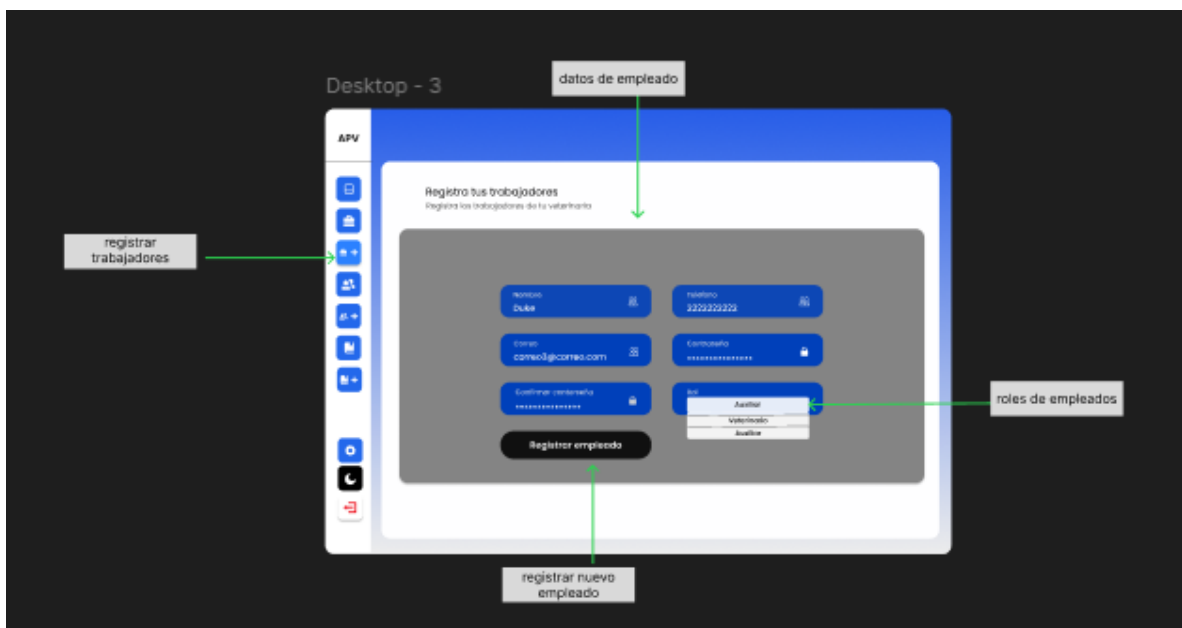 datos de empleado
Desktop - 3
APV
Registra tus trabajadores
Registra los trabajadores de tu veterinaria
registrar
trabajadores
Nombre
Duke
Telefono
2222222222
Correo
correo2@correo.com
Contraseña
Confirmar contraseña
Rol
Auxiliar
Veterinario
Auxiliar
roles de empleados
Registrar empleado
registrar nuevo
empleado